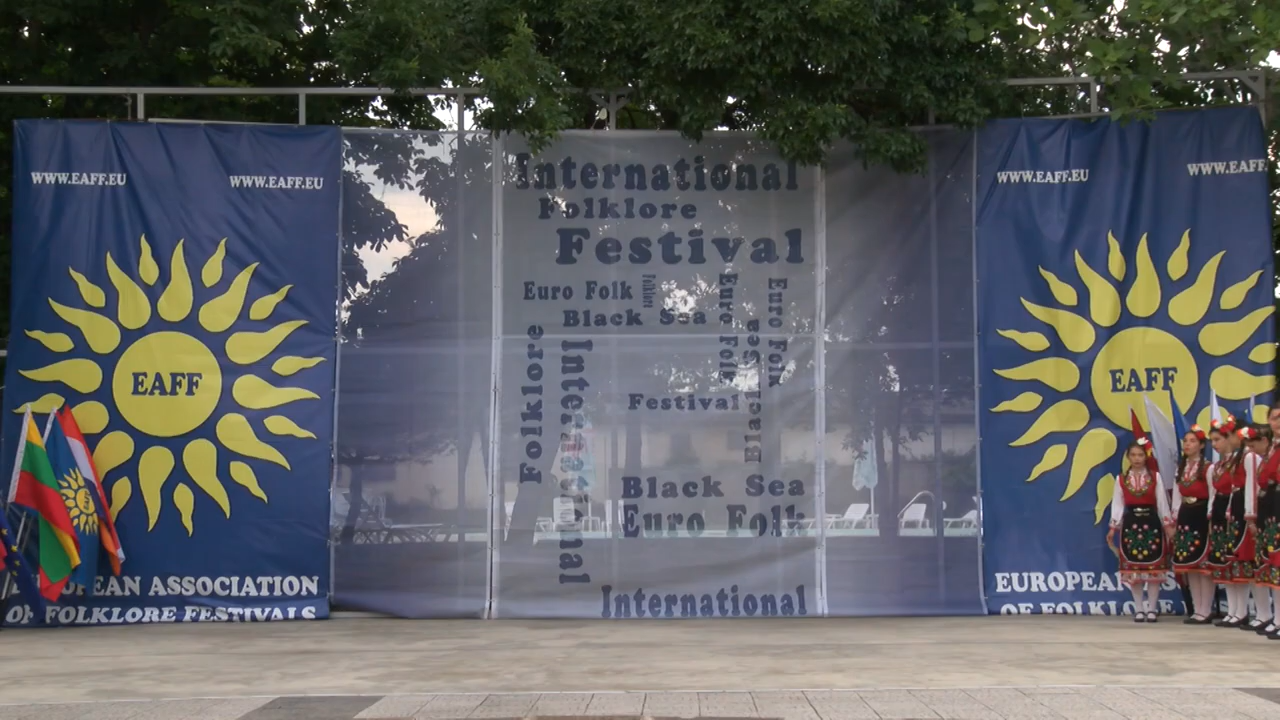 WWW.EAFF.EU WWW.EAFF.EU
EAFF
EAN ASSOCIATION
OF FOLKLORE FESTIVALS
International
Folklore
Festival
Euro Folk
Folklore
Black Sea
Euro Folk
Euro Folk
Black Sea
Folklore
International
Festival
Black Sea
Euro Folk
International
WWW.EAFF.EU WWW.EAFF
EAFF
EUROPEAN
OF FOLKLORE